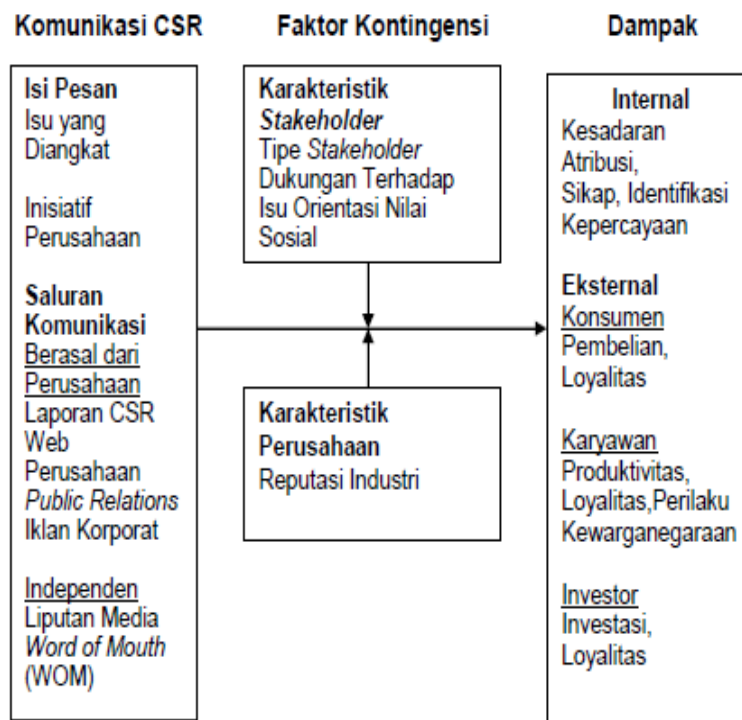 Komunikasi CSR
Isi Pesan
Isu yang
Diangkat
Inisiatif
Perusahaan
Saluran
Komunikasi
Berasal dari
Perusahaan
Laporan CSR
Web
Perusahaan
Public Relations
Iklan Korporat
Independen
Liputan Media
Word of Mouth
(WOM)
Faktor Kontingensi
Karakteristik
Stakeholder
Tipe Stakeholder
Dukungan Terhadap
Isu Orientasi Nilai
Sosial
Karakteristik
Perusahaan
Reputasi Industri
Dampak
Internal
Kesadaran
Atribusi,
Sikap, Identifikasi
Kepercayaan
Eksternal
Konsumen
Pembelian,
Loyalitas
Karyawan
Produktivitas,
Loyalitas,Perilaku
Kewarganegaraan
Investor
Investasi,
Loyalitas